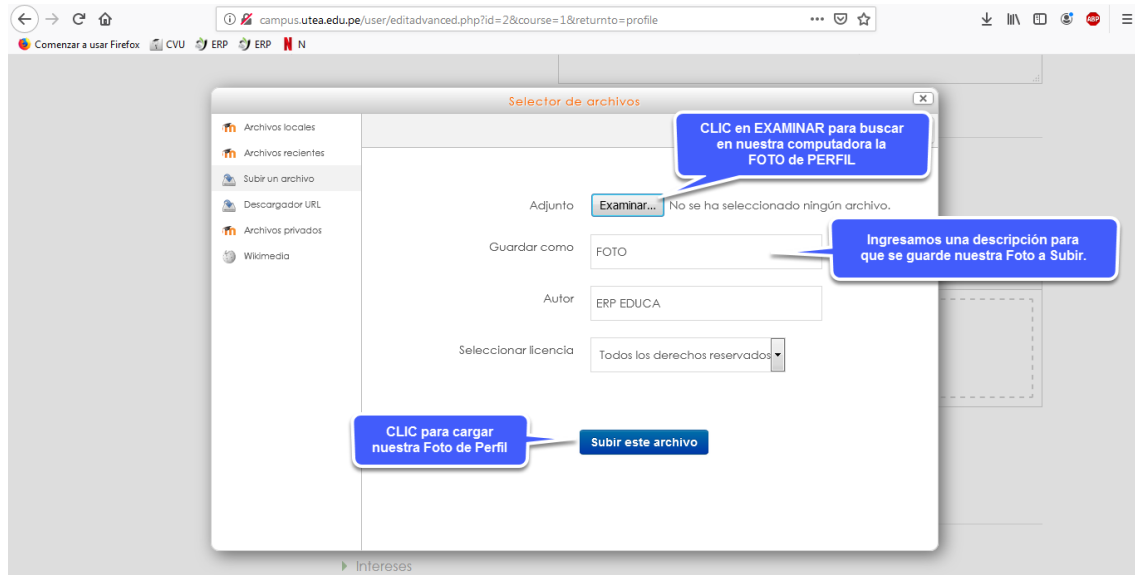 campus.utea.edu.pe/user/editadvanced.php?id=2&course=1&returnto=profile
ABP
Comenzar a usar Firefox CVU ERP ERP N N
Selector de archivos
Archivos locales
Archivos recientes
Subir un archivo
Descargador URL
Archivos privados
Wikimedia
CLIC en EXAMINAR para buscar
en nuestra computadora la
FOTO de PERFIL
Adjunto Examinar... No se ha seleccionado ningún archivo.
Guardar como FOTO
Ingresamos una descripción para
que se guarde nuestra Foto a Subir.
Autor ERP EDUCA
Seleccionar licencia Todos los derechos reservados
CLIC para cargar
nuestra Foto de Perfil
Subir este archivo
Intereses